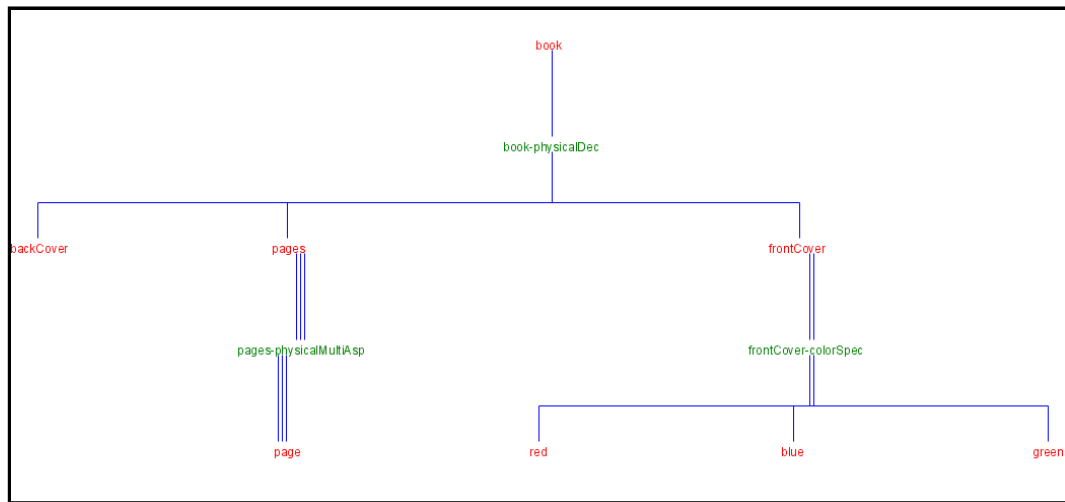 book
book-physicalDec
backCover
pages
frontCover
pages-physicalMultiAsp
frontCover-colorSpec
page
red
blue
green